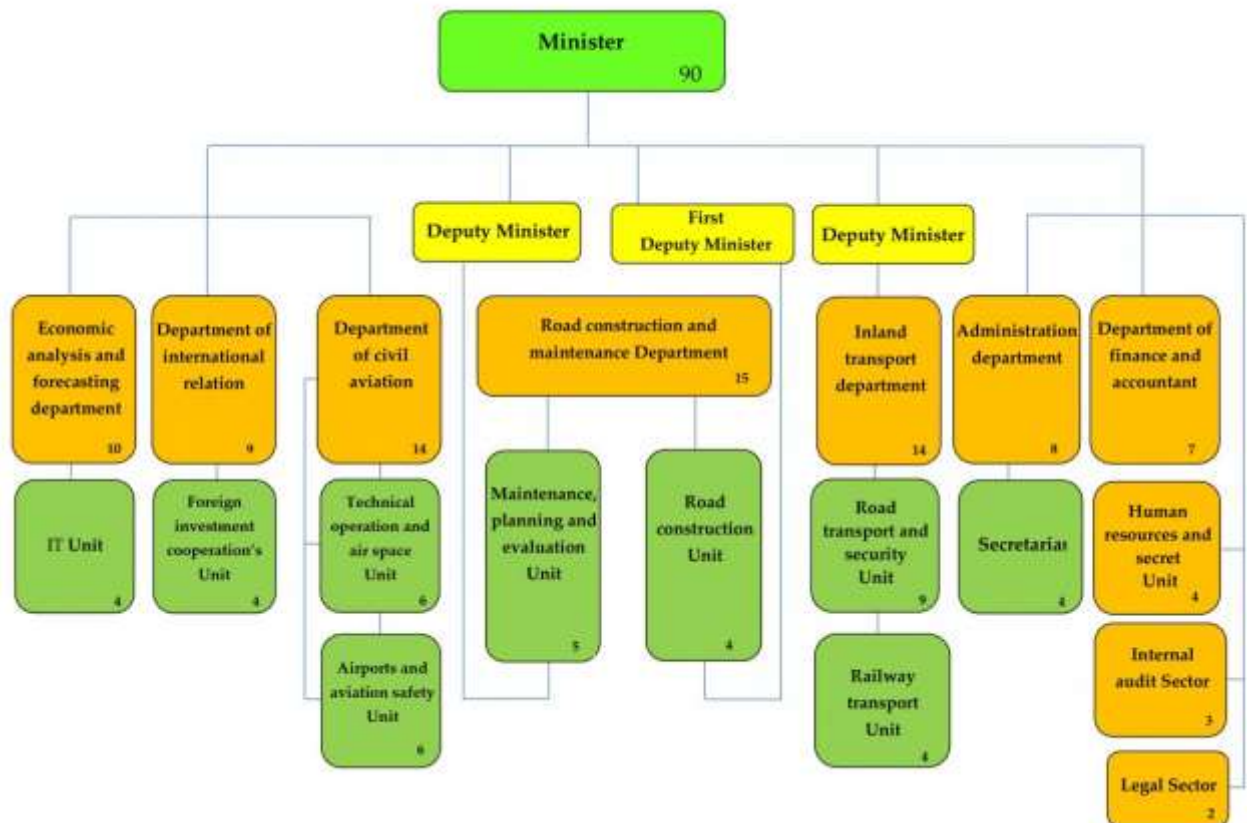 Minister
90
Deputy Minister
First
Deputy Minister
Deputy Minister
Economic
analysis and
forecasting
department
10
Department of
international
relation
9
Department
of civil
aviation
14
Road construction and
maintenance Department
15
Inland
transport
department
14
Administration
department
8
Department of
finance and
accountant
7
IT Unit
4
Foreign
investment
cooperation's
Unit
4
Technical
operation and
air space
Unit
6
Maintenance,
planning and
evaluation
Unit
5
Road
construction
Unit
4
Road
transport and
security
Unit
9
Secretariat
4
Human
resources and
secret
Unit
4
Airports and
aviation safety
Unit
6
Railway
transport
Unit
4
Internal
audit Sector
3
Legal Sector
2